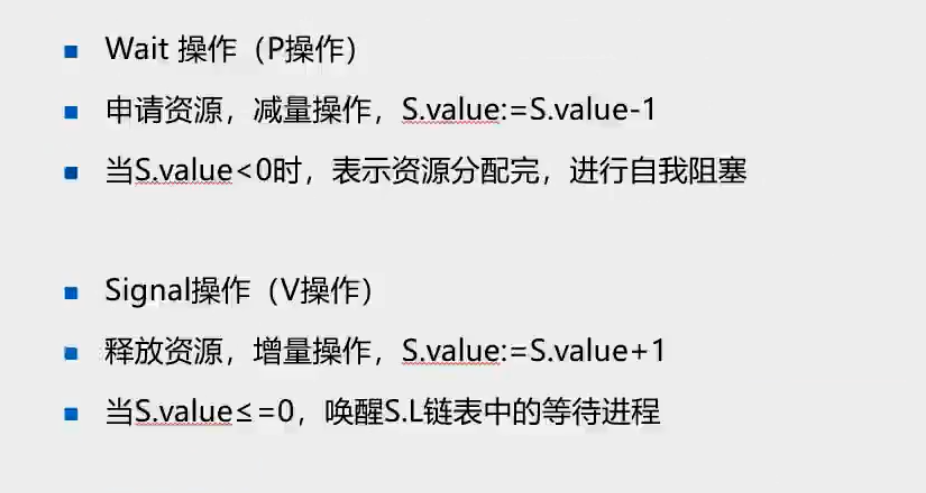 Wait 操作（P操作）
申请资源，减量操作，S.value:=S.value-1
当S.value<0时，表示资源分配完，进行自我阻塞
Signal操作（V操作）
释放资源，增量操作，S.value:=S.value+1
当S.value≤=0，唤醒S.L链表中的等待进程